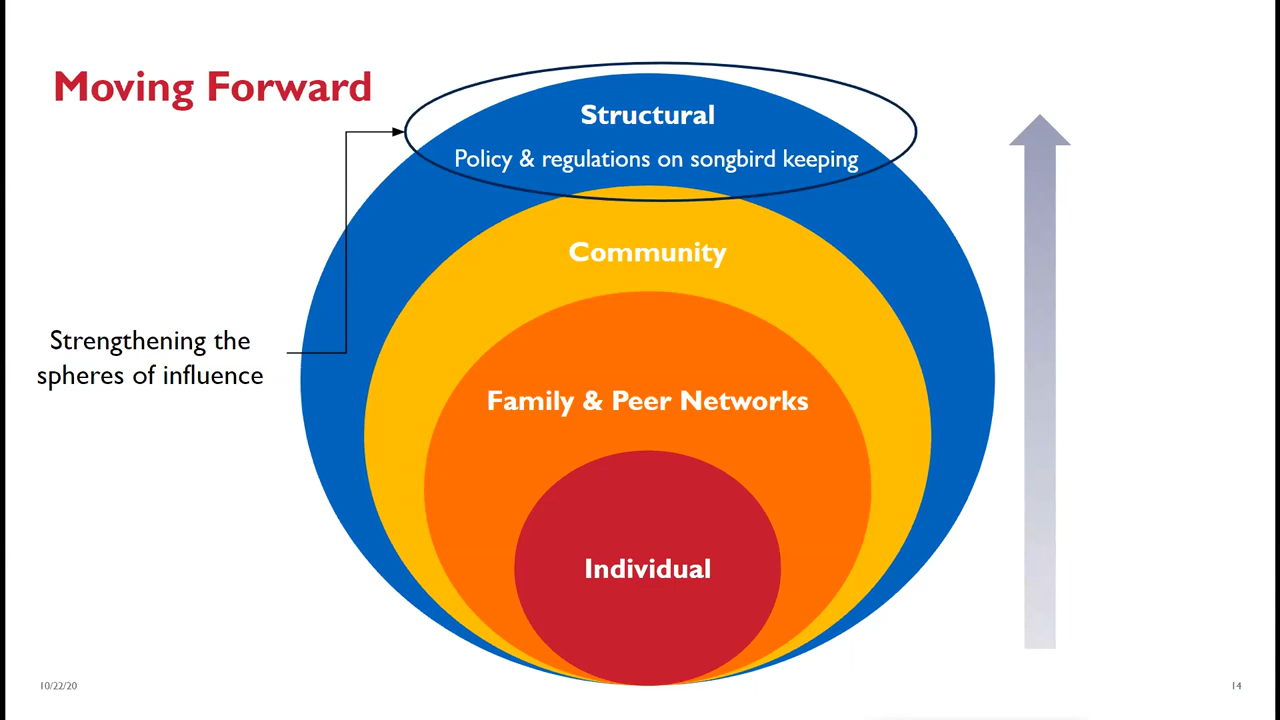 Moving Forward
Structural
Policy & regulations on songbird keeping
Community
Strengthening the
spheres of influence
Family & Peer Networks
Individual
10/22/20
14